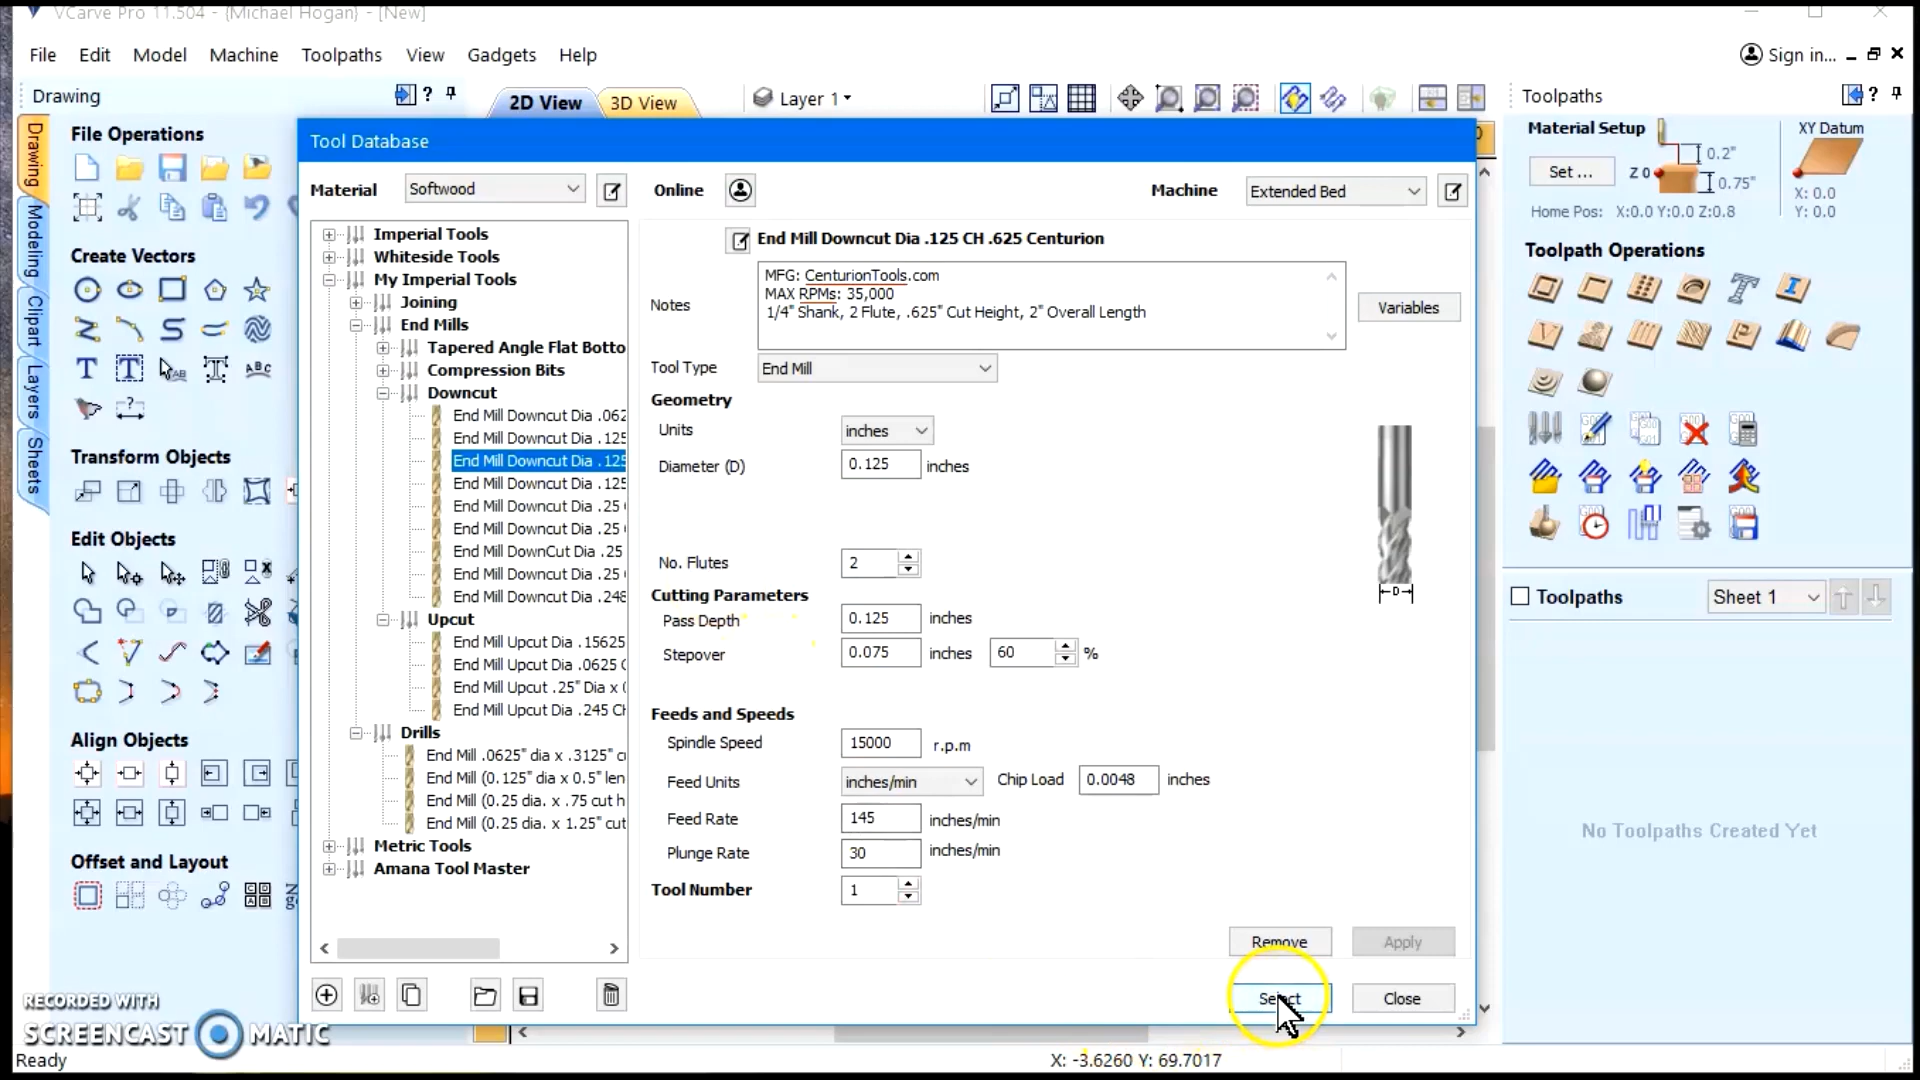 VCarve Pro 11.504 - {Michael Hogan} - [New]
File Edit Model Machine Toolpaths View Gadgets Help
Sign in...
Drawing
2D View
3D View
Layer 1
Toolpaths
Drawing
Modeling
Clipart
Layers
Sheets
File Operations
Create Vectors
Transform Objects
Edit Objects
Align Objects
Offset and Layout
Tool Database
Material
Softwood
Online
Machine
Extended Bed
Imperial Tools
Whiteside Tools
My Imperial Tools
Joining
End Mills
Tapered Angle Flat Botto
Compression Bits
Downcut
End Mill Downcut Dia .062
End Mill Downcut Dia .125
End Mill Downcut Dia .125
End Mill Downcut Dia .125
End Mill Downcut Dia .25
End Mill Downcut Dia .25
End Mill DownCut Dia .25
End Mill Downcut Dia .25
End Mill Downcut Dia .248
Upcut
End Mill Upcut Dia .15625
End Mill Upcut Dia .0625
End Mill Upcut .25" Dia x
End Mill Upcut Dia .245 CH
Drills
End Mill .0625" dia x .3125" c
End Mill (0.125" dia x 0.5" len
End Mill (0.25 dia. x .75 cut h
End Mill (0.25 dia. x 1.25" cut
Metric Tools
Amana Tool Master
End Mill Downcut Dia .125 CH .625 Centurion
Notes
MFG: CenturionTools.com
MAX RPMs: 35,000
1/4" Shank, 2 Flute, .625" Cut Height, 2" Overall Length
Variables
Tool Type
End Mill
Geometry
Units
inches
Diameter (D)
0.125
inches
D
No. Flutes
2
Cutting Parameters
Pass Depth
0.125
inches
Stepover
0.075
inches
60
%
Feeds and Speeds
Spindle Speed
15000
r.p.m
Feed Units
inches/min
Chip Load
0.0048
inches
Feed Rate
145
inches/min
Plunge Rate
30
inches/min
Tool Number
1
Remove
Apply
Select
Close
Material Setup
Set ...
Z 0
0.2"
0.75"
XY Datum
X: 0.0
Y: 0.0
Home Pos: X:0.0 Y:0.0 Z:0.8
Toolpath Operations
Toolpaths
Sheet 1
No Toolpaths Created Yet
RECORDED WITH
SCREENCAST MATIC
Ready
X: -3.6260 Y: 69.7017